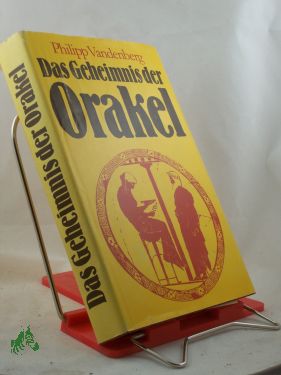 Philipp Vandenberg
Das Geheimnis der
Orakel
Das Geheimnis der Orakel